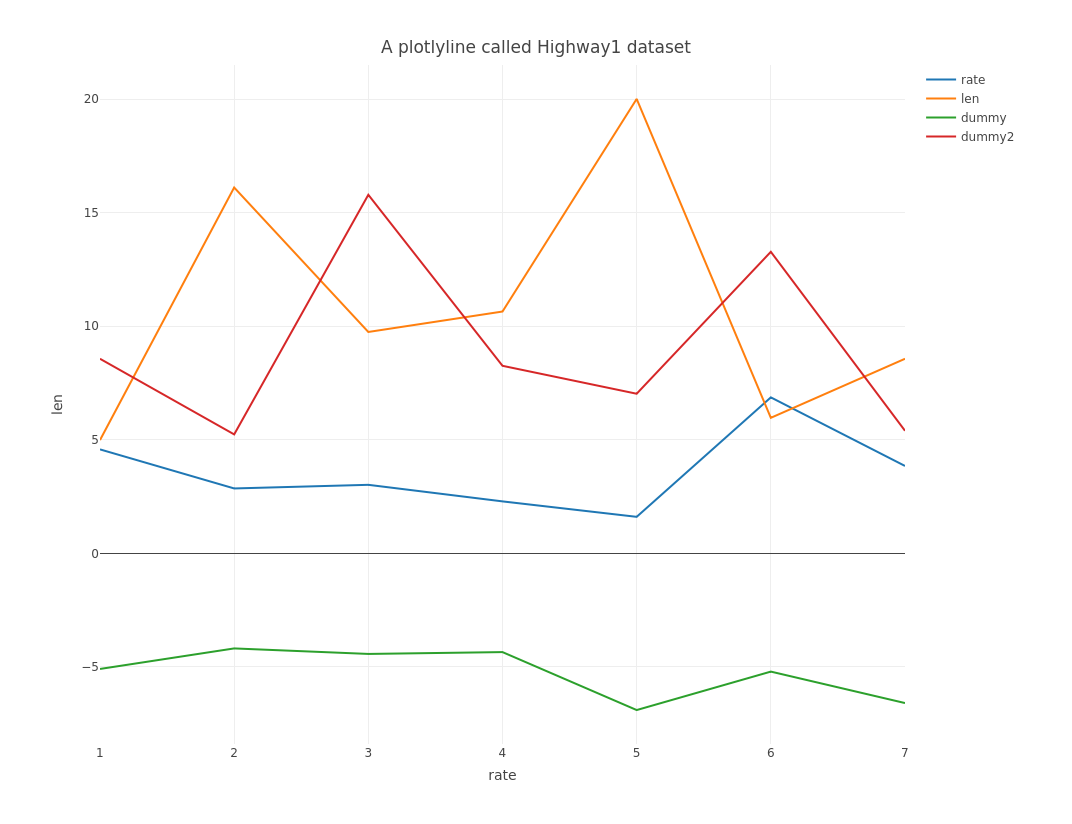 A plotlyline called Highway1 dataset
rate
len
dummy
dummy2
20
15
10
5
0
−5
len
1 2 3 4 5 6 7
rate